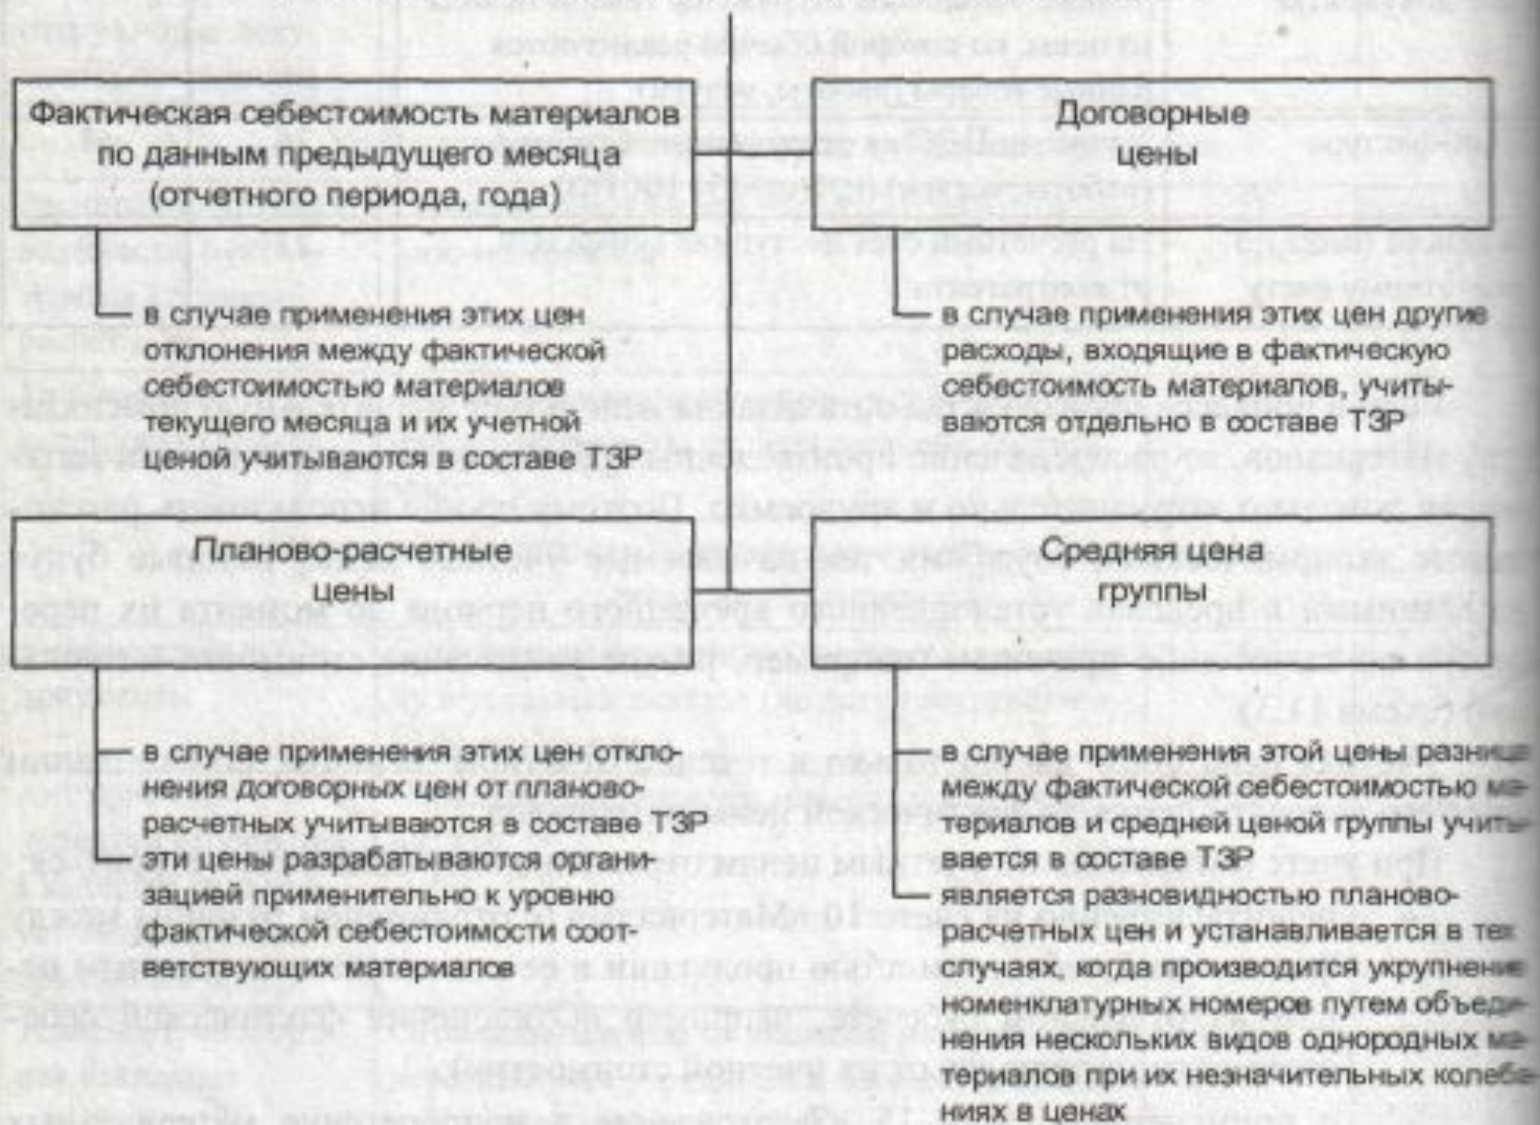 Фактическая себестоимость материалов
по данным предыдущего месяца
(отчетного периода, года)
Договорные
цены
в случае применения этих цен
отклонения между фактической
себестоимостью материалов
текущего месяца и их учетной
ценой учитываются в составе ТЗР
в случае применения этих цен другие
расходы, входящие в фактическую
себестоимость материалов, учиты-
ваются отдельно в составе ТЗР
Планово-расчетные
цены
Средняя цена
группы
в случае применения этих цен откло-
нения договорных цен от планово-
расчетных учитываются в составе ТЗР
эти цены разрабатываются органи-
зацией применительно к уровню
фактической себестоимости соот-
ветствующих материалов
в случае применения этой цены разница
между фактической себестоимостью ма-
териалов и средней ценой группы учиты-
вается в составе ТЗР
является разновидностью планово-
расчетных цен и устанавливается в тех
случаях, когда производится укрупнение
номенклатурных номеров путем объеди-
нения нескольких видов однородных ма-
териалов при их незначительных колеба-
ниях в ценах